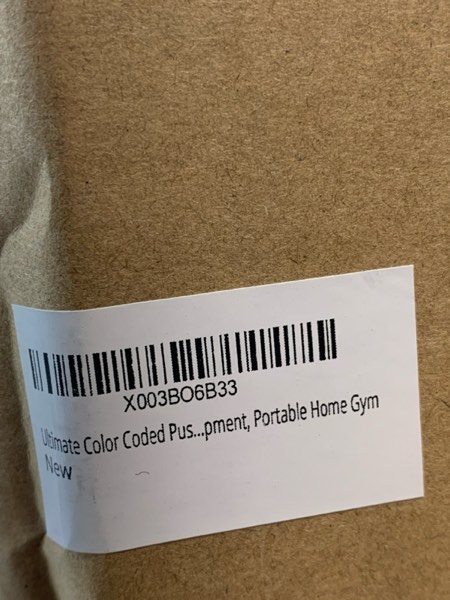 X003BO6B33
Ultimate Color Coded Pus...pment, Portable Home Gym
New